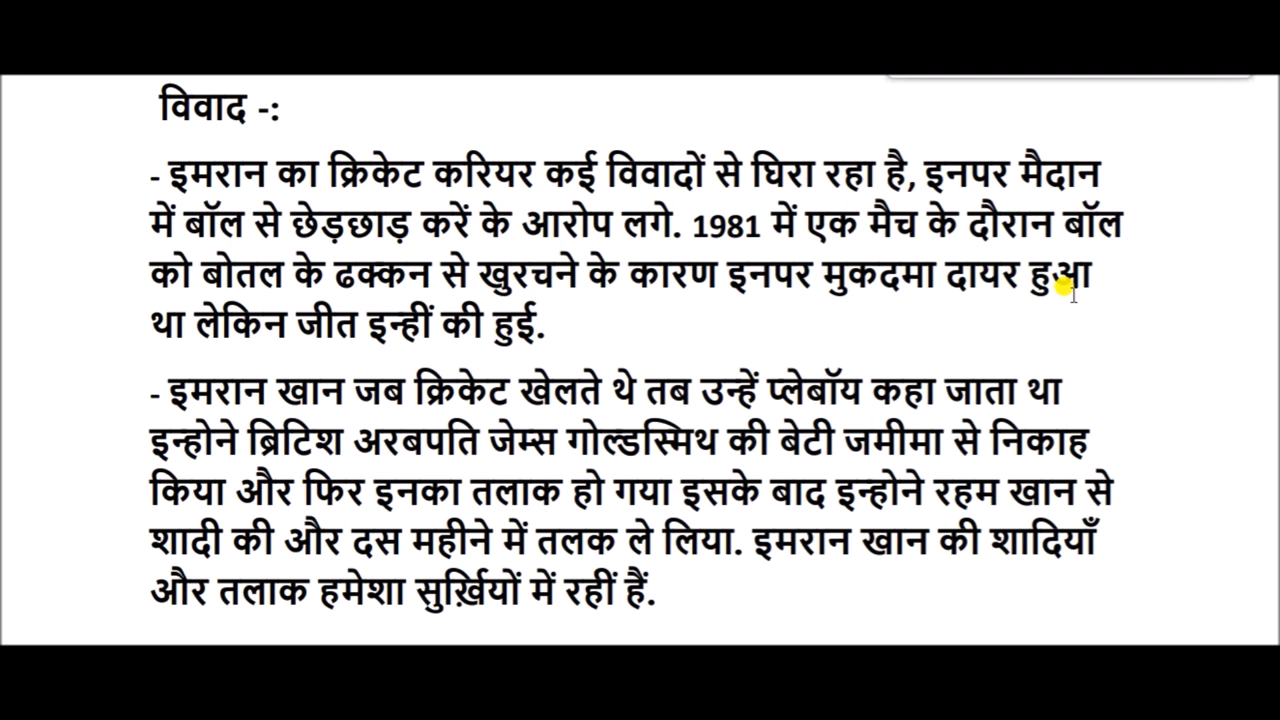 विवाद -:
- इमरान का क्रिकेट करियर कई विवादों से घिरा रहा है, इनपर मैदान
में बॉल से छेड़छाड़ करें के आरोप लगे. 1981 में एक मैच के दौरान बॉल
को बोतल के ढक्कन से खुरचने के कारण इनपर मुकदमा दायर हुआ
था लेकिन जीत इन्हीं की हुई.
- इमरान खान जब क्रिकेट खेलते थे तब उन्हें प्लेबॉय कहा जाता था
इन्होने ब्रिटिश अरबपति जेम्स गोल्डस्मिथ की बेटी जमीमा से निकाह
किया और फिर इनका तलाक हो गया इसके बाद इन्होने रहम खान से
शादी की और दस महीने में तलक ले लिया. इमरान खान की शादियाँ
और तलाक हमेशा सुर्ख़ियों में रहीं हैं.